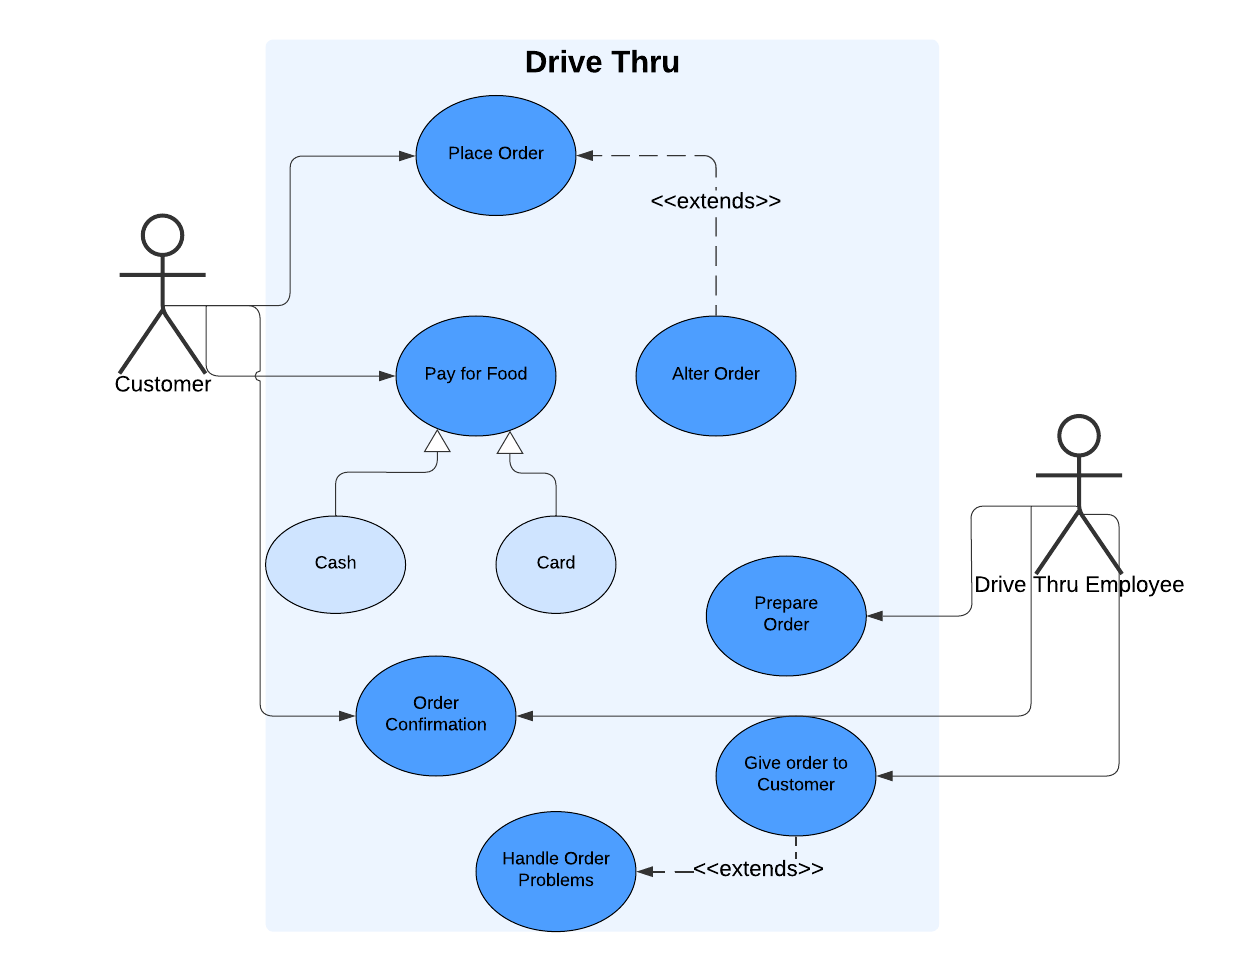 Drive Thru
Place Order
<<extends>>
Customer
Pay for Food
Alter Order
Cash
Card
Drive Thru Employee
Prepare
Order
Order
Confirmation
Give order to
Customer
Handle Order
Problems
<<extends>>